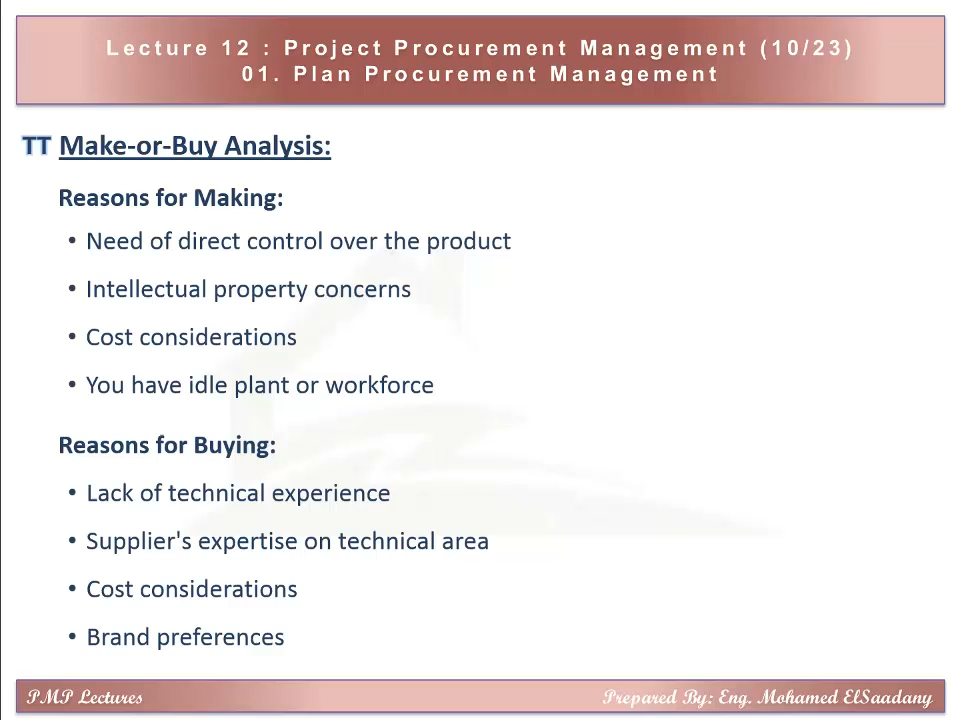 Lecture 12 : Project Procurement Management (10/23)
01. Plan Procurement Management
TT Make-or-Buy Analysis:
Reasons for Making:
• Need of direct control over the product
• Intellectual property concerns
• Cost considerations
• You have idle plant or workforce
Reasons for Buying:
• Lack of technical experience
• Supplier's expertise on technical area
• Cost considerations
• Brand preferences
PMP Lectures
Prepared By: Eng. Mohamed ElSaadany